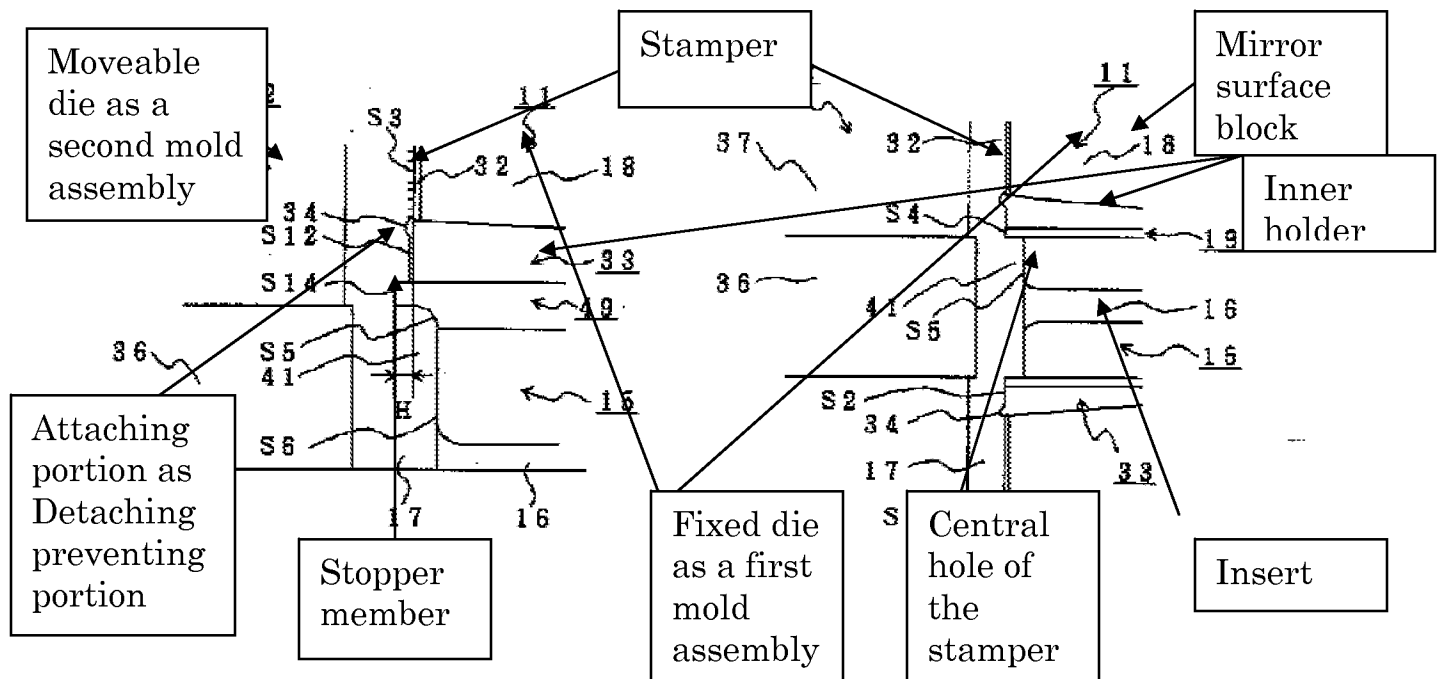 Moveable
die as a
second mold
assembly
Stamper
Mirror
surface
block
Inner
holder
Attaching
portion as
Detaching
preventing
portion
Stopper
member
Fixed die
as a first
mold
assembly
Central
hole of
the
stamper
Insert
S3
11
32
18
34
S12
33
S14
49
36
S5
41
H
15
S6
17
16
11
37
32
18
S4
19
36
41
S5
16
15
S2
34
17
33
S